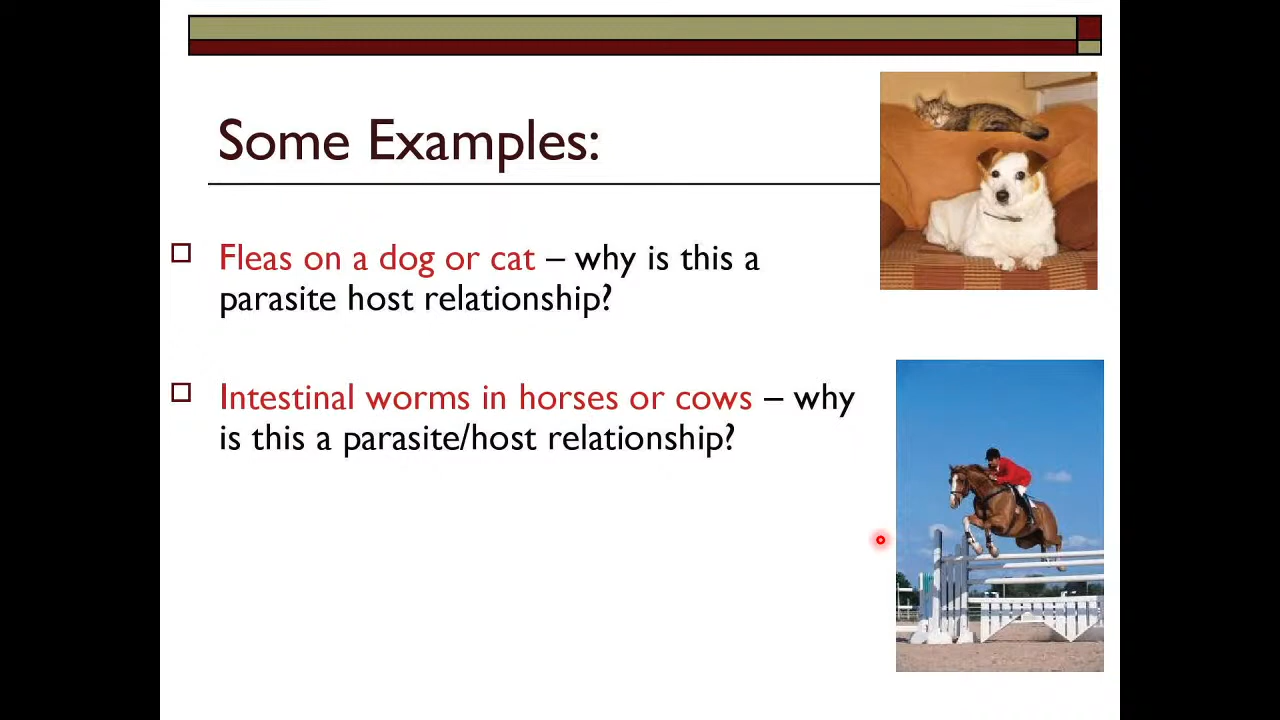 Some Examples:
Fleas on a dog or cat – why is this a
parasite host relationship?
Intestinal worms in horses or cows – why
is this a parasite/host relationship?